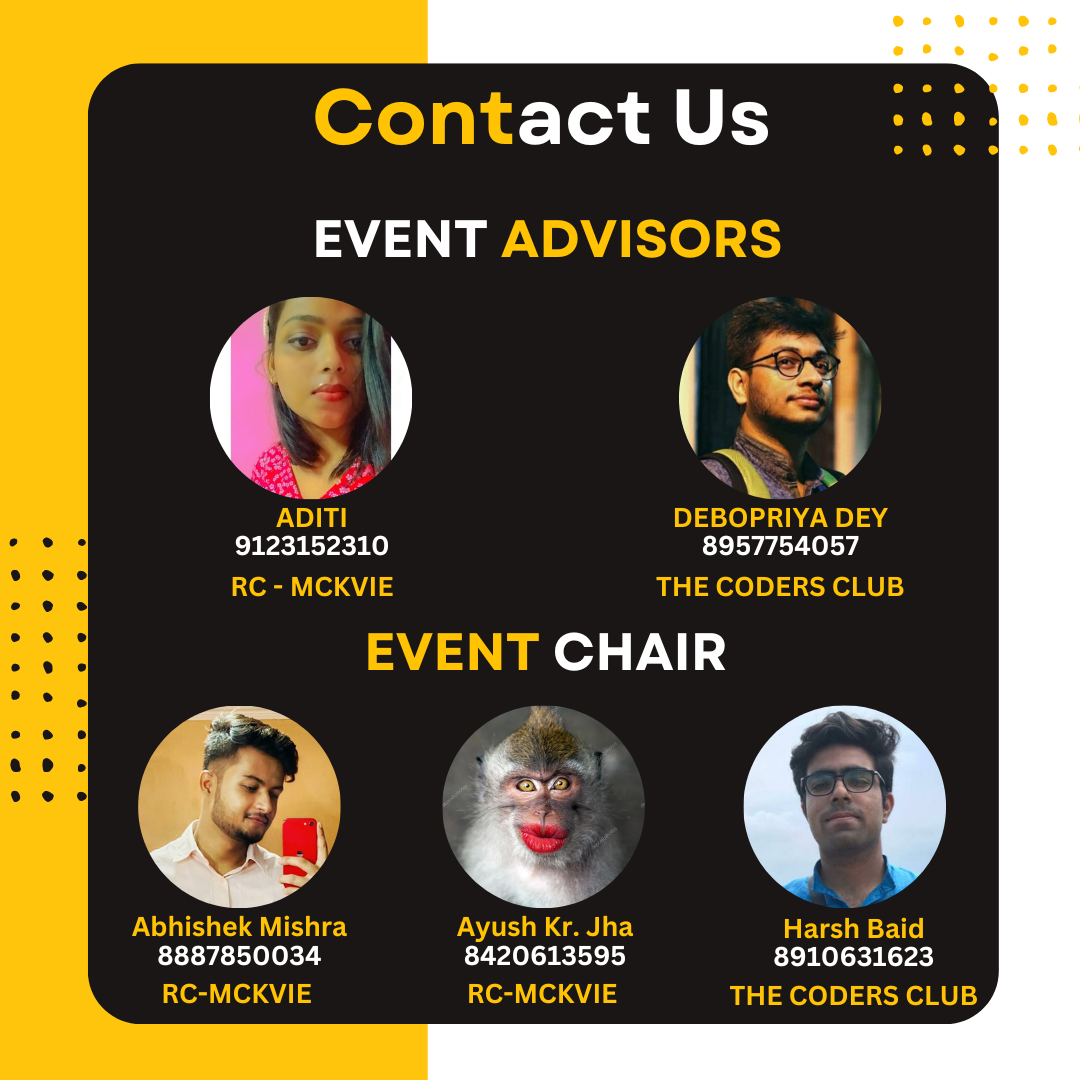 Contact Us
EVENT ADVISORS
ADITI
9123152310
RC - MCKVIE
DEBOPRIYA DEY
8957754057
THE CODERS CLUB
EVENT CHAIR
Abhishek Mishra
8887850034
RC-MCKVIE
Ayush Kr. Jha
8420613595
RC-MCKVIE
Harsh Baid
8910631623
THE CODERS CLUB